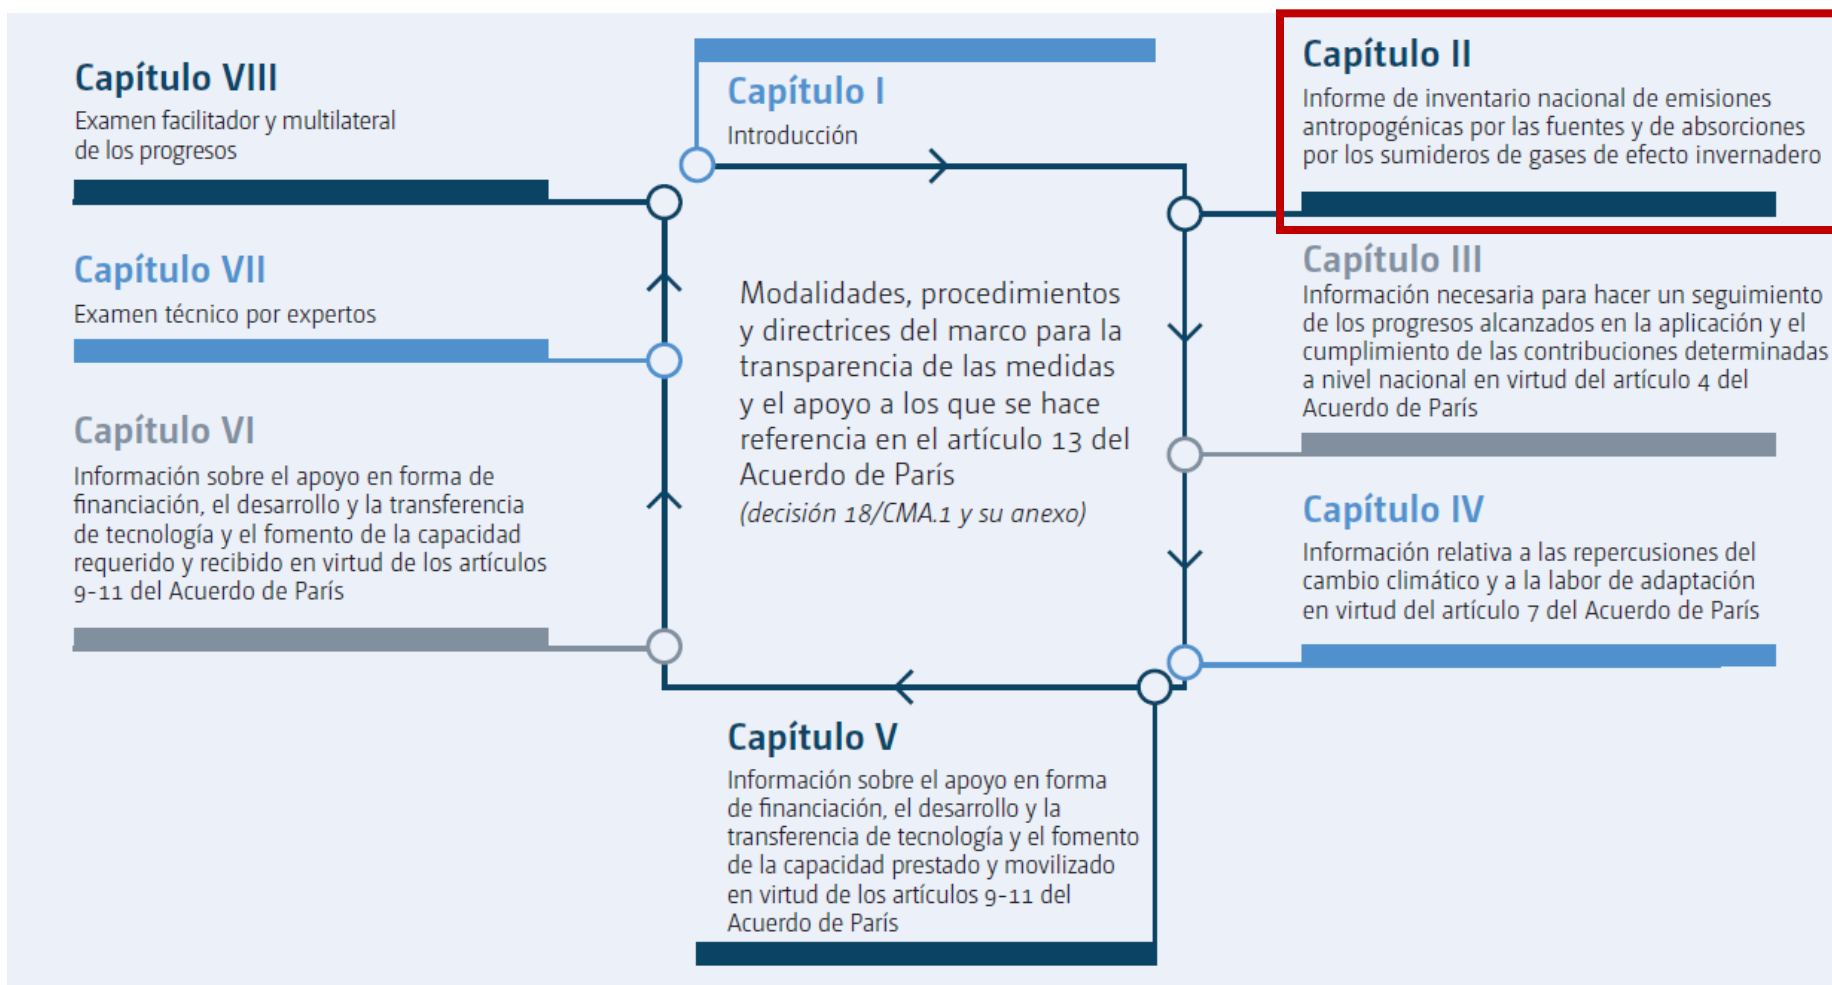 Capítulo I
Introducción
Capítulo II
Informe de inventario nacional de emisiones
antropogénicas por las fuentes y de absorciones
por los sumideros de gases de efecto invernadero
Capítulo III
Información necesaria para hacer un seguimiento
de los progresos alcanzados en la aplicación y el
cumplimiento de las contribuciones determinadas
a nivel nacional en virtud del artículo 4 del
Acuerdo de París
Capítulo IV
Información relativa a las repercusiones del
cambio climático y a la labor de adaptación
en virtud del artículo 7 del Acuerdo de París
Capítulo V
Información sobre el apoyo en forma
de financiación, el desarrollo y la
transferencia de tecnología y el fomento
de la capacidad prestado y movilizado
en virtud de los artículos 9-11 del
Acuerdo de París
Capítulo VI
Información sobre el apoyo en forma de
financiación, el desarrollo y la transferencia
de tecnología y el fomento de la capacidad
requerido y recibido en virtud de los artículos
9-11 del Acuerdo de París
Capítulo VII
Examen técnico por expertos
Capítulo VIII
Examen facilitador y multilateral
de los progresos
Modalidades, procedimientos
y directrices del marco para la
transparencia de las medidas
y el apoyo a los que se hace
referencia en el artículo 13 del
Acuerdo de París
(decisión 18/CMA.1 y su anexo)